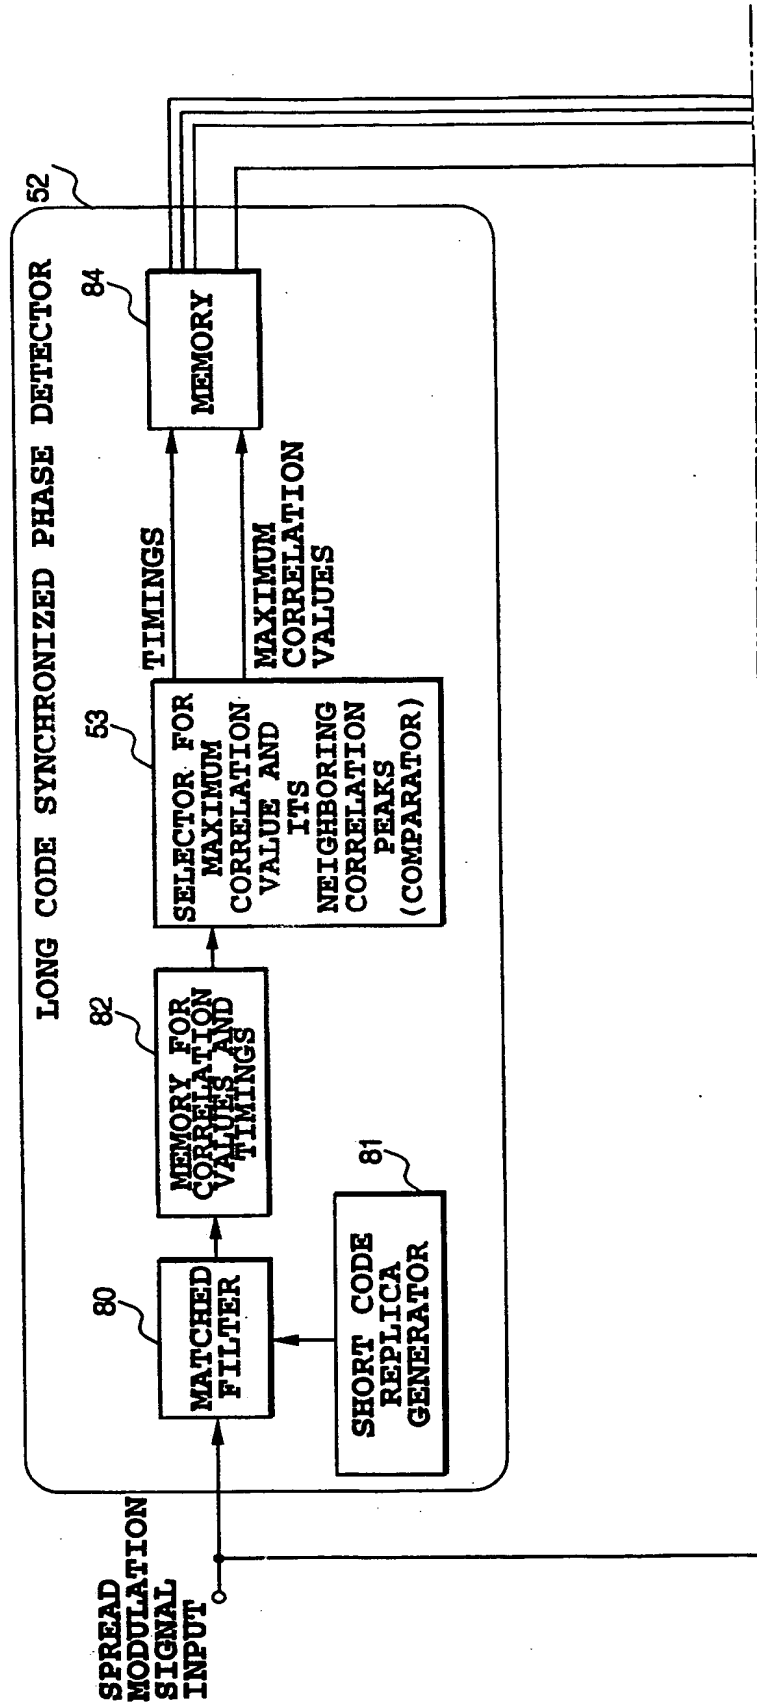 LONG CODE SYNCHRONIZED PHASE DETECTOR
52
SPREAD
MODULATION
SIGNAL
INPUT
80
MATCHED
FILTER
81
SHORT CODE
REPLICA
GENERATOR
82
MEMORY FOR
CORRELATION
VALUES AND
TIMINGS
53
SELECTOR FOR
MAXIMUM
CORRELATION
VALUE AND
ITS
NEIGHBORING
CORRELATION
PEAKS
(COMPARATOR)
TIMINGS
MAXIMUM
CORRELATION
VALUES
84
MEMORY